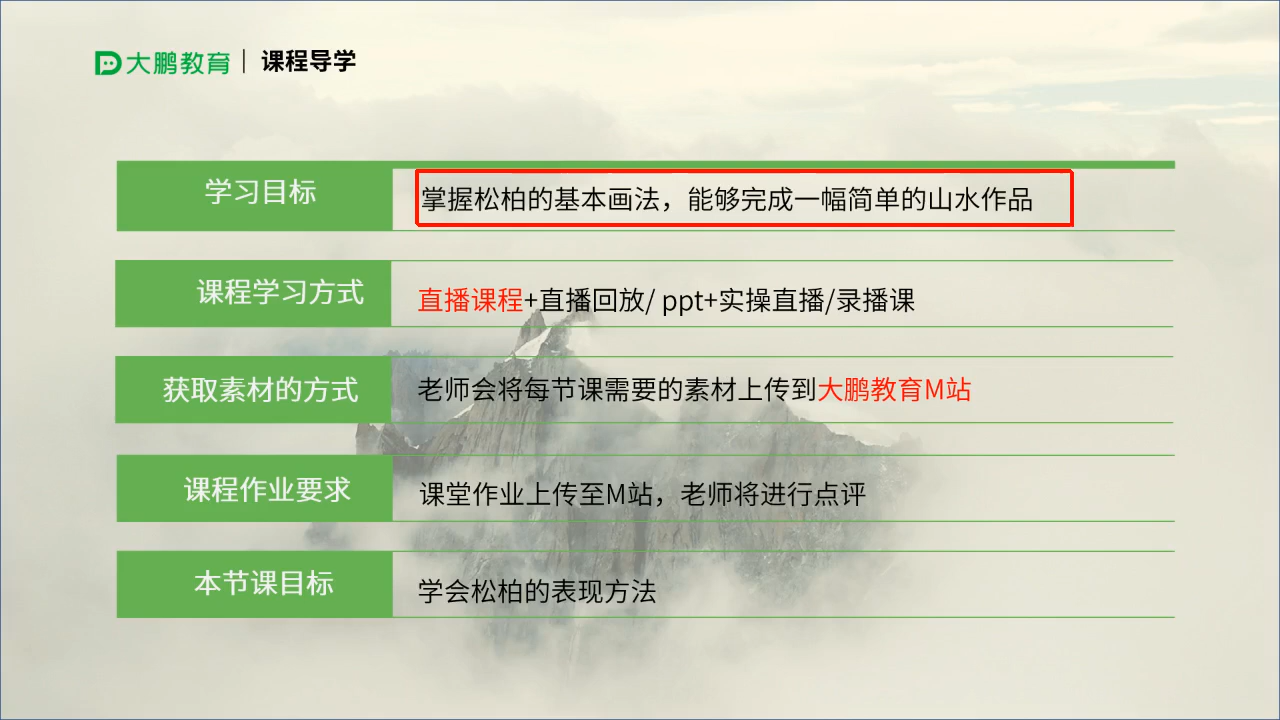 大鹏教育 | 课程导学
学习目标 掌握松柏的基本画法，能够完成一幅简单的山水作品
课程学习方式 直播课程+直播回放/ ppt+实操直播/录播课
获取素材的方式 老师会将每节课需要的素材上传到大鹏教育M站
课程作业要求 课堂作业上传至M站，老师将进行点评
本节课目标 学会松柏的表现方法